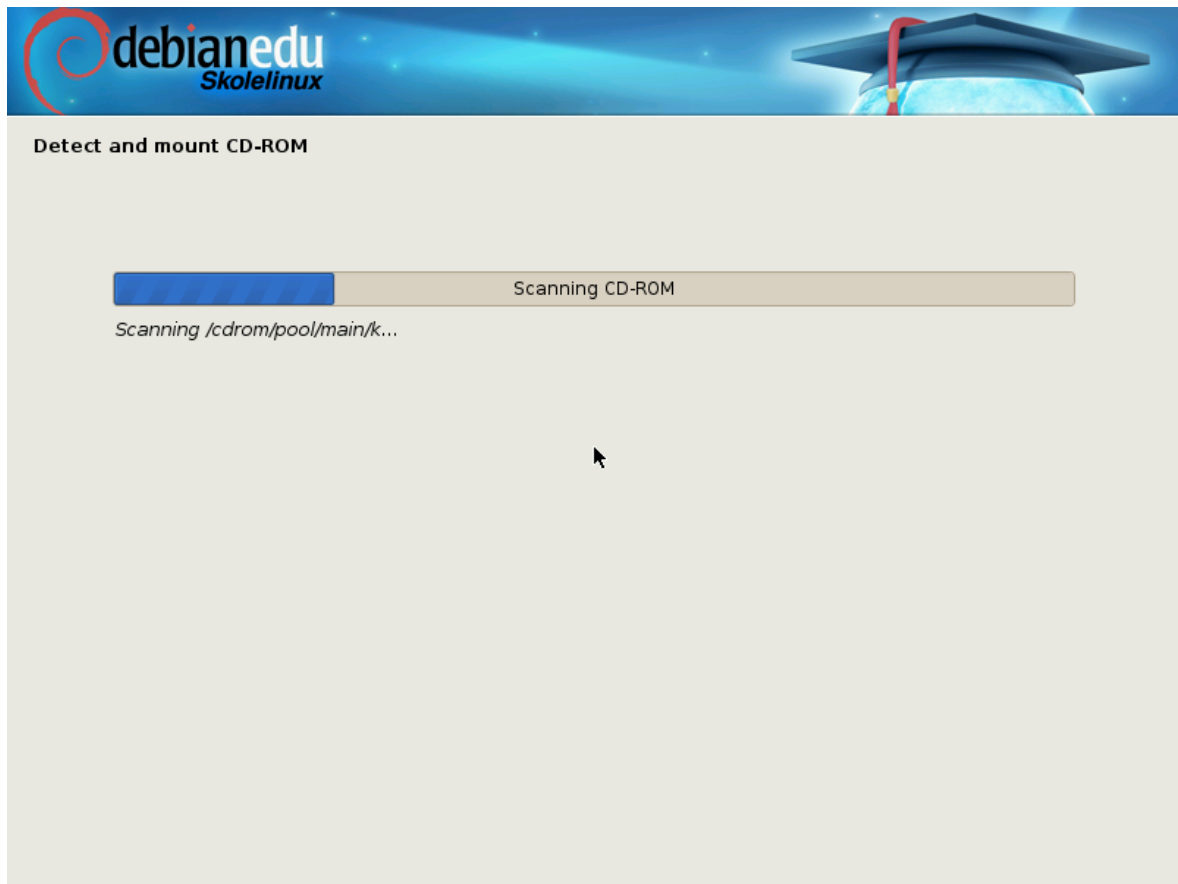 debianedu
Skolelinux
Detect and mount CD-ROM
Scanning CD-ROM
Scanning /cdrom/pool/main/k...